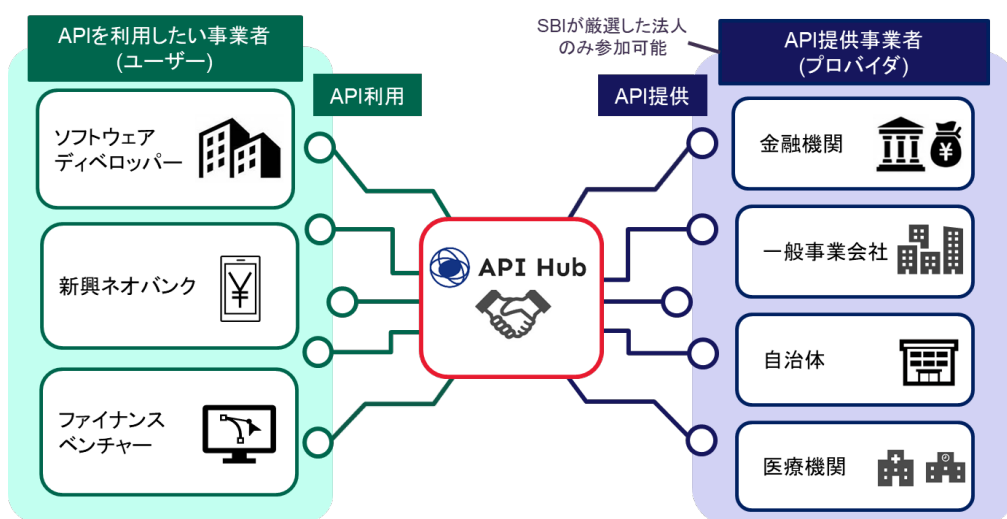 APIを利用したい事業者
(ユーザー)
SBIが厳選した法人
のみ参加可能
API提供事業者
(プロバイダ)
API利用
API提供
ソフトウェア
ディベロッパー
新興ネオバンク
¥
ファイナンス
ベンチャー
API Hub
金融機関
¥
一般事業会社
自治体
医療機関